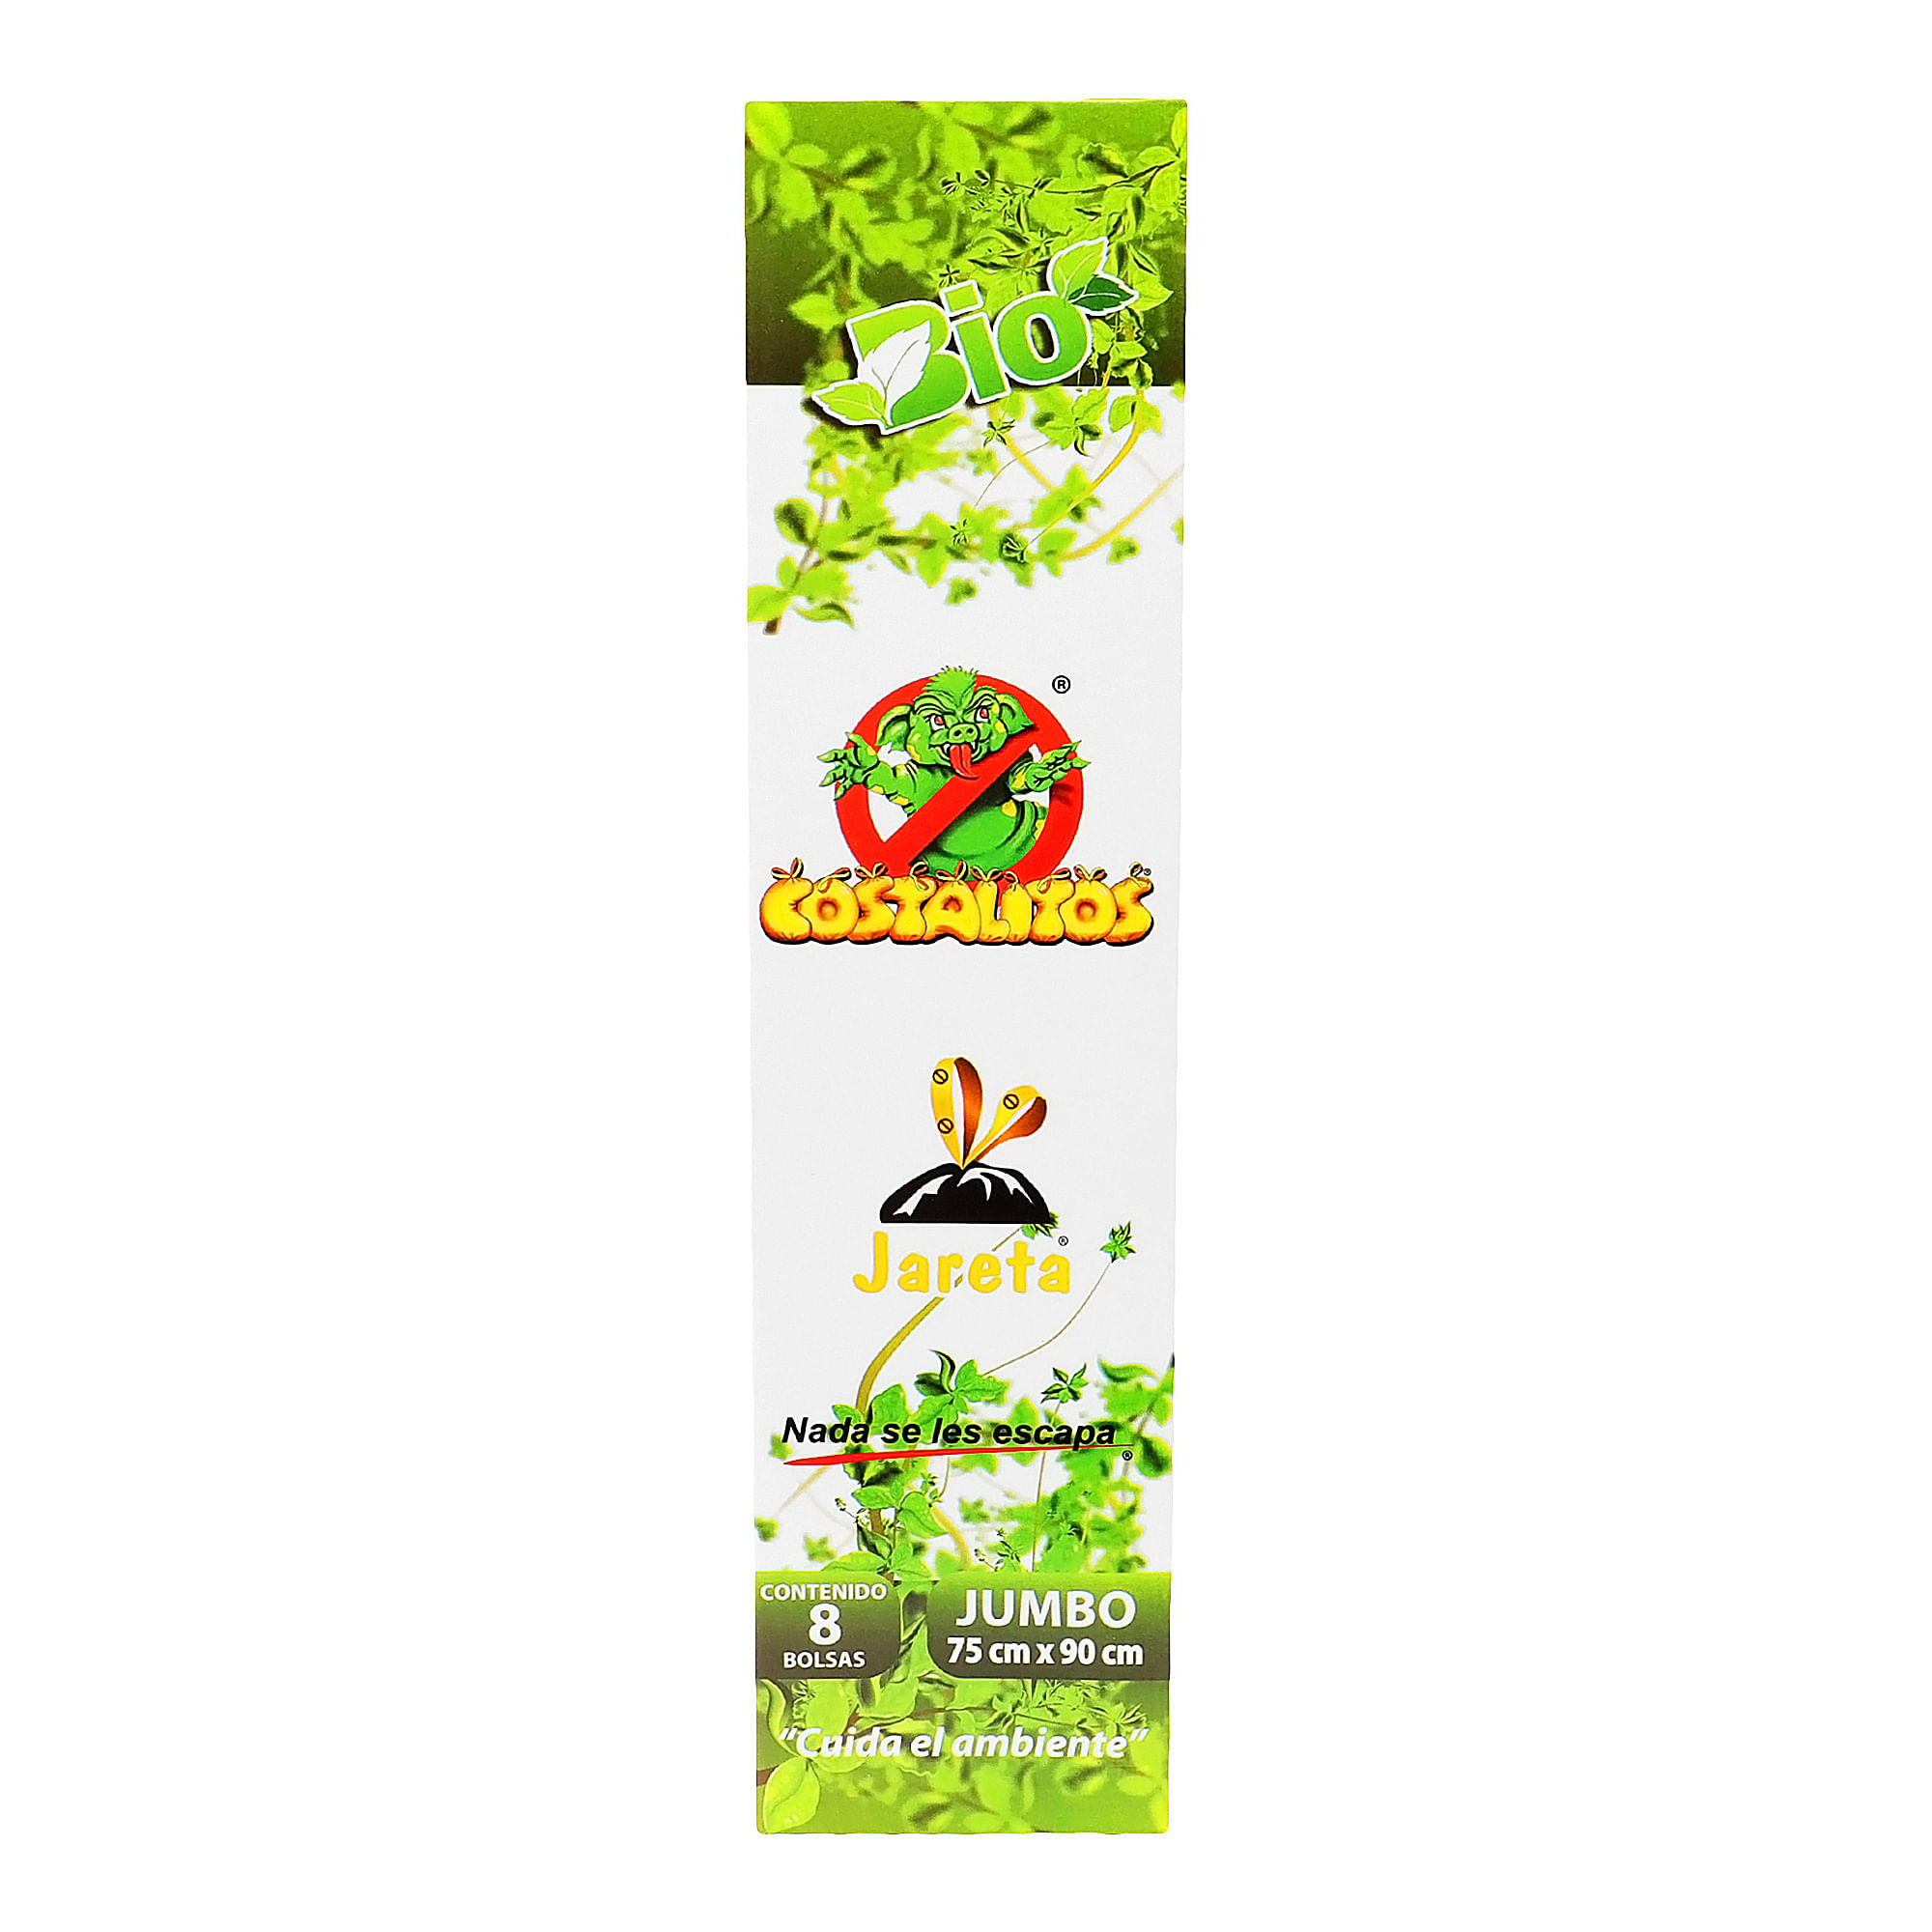 Bio
®
COSTALITOS®
Jareta®
Nada se les escapa®
CONTENIDO
8
BOLSAS
JUMBO
75 cm x 90 cm
"Cuida el ambiente"